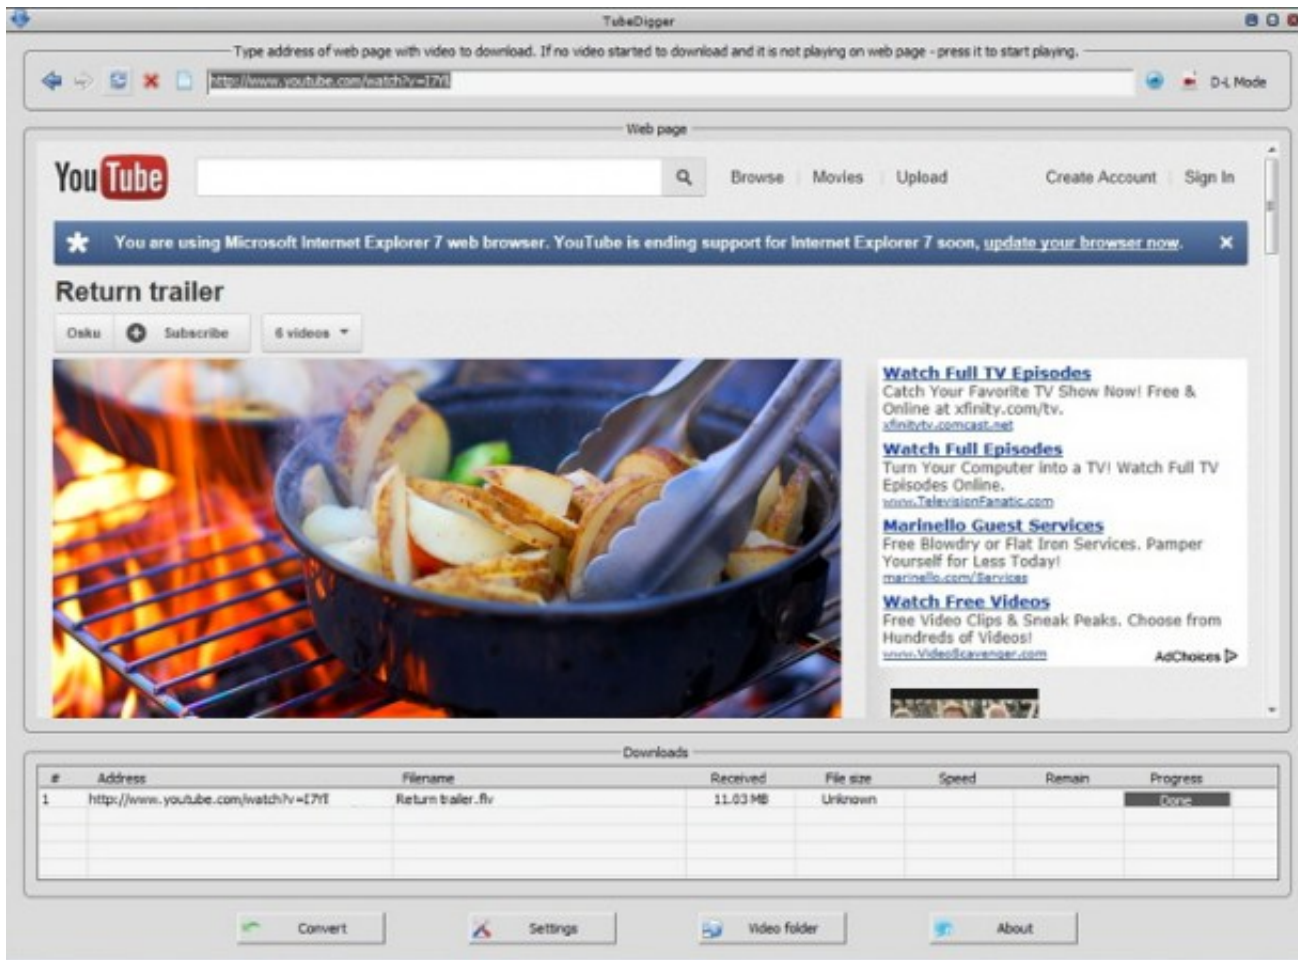 TubeDigger
Type address of web page with video to download. If no video started to download and it is not playing on web page - press it to start playing.
http://www.youtube.com/watch?v=I7YI
D-L Mode
Web page
YouTube
Browse Movies Upload Create Account Sign In
You are using Microsoft Internet Explorer 7 web browser. YouTube is ending support for Internet Explorer 7 soon, update your browser now.
Return trailer
Osku Subscribe 6 videos
Watch Full TV Episodes
Catch Your Favorite TV Show Now! Free &
Online at xfinity.com/tv.
xfinitytv.comcast.net
Watch Full Episodes
Turn Your Computer into a TV! Watch Full TV
Episodes Online.
www.TelevisionFanatic.com
Marinello Guest Services
Free Blowdry or Flat Iron Services. Pamper
Yourself for Less Today!
marinello.com/Services
Watch Free Videos
Free Video Clips & Sneak Peaks. Choose from
Hundreds of Videos!
www.VideoScavenger.com
AdChoices
Downloads
# Address Filename Received File size Speed Remain Progress
1 http://www.youtube.com/watch?v=I7YI Return trailer.flv 11.03 MB Unknown Done
Convert Settings Video folder About